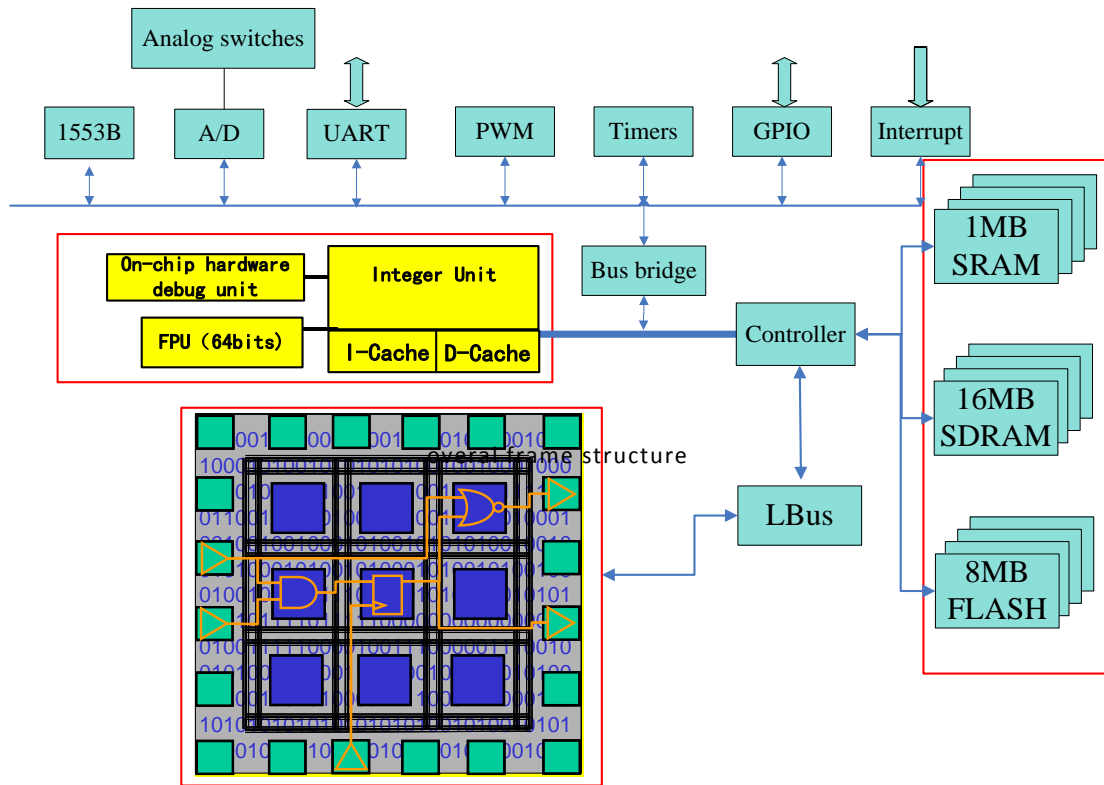 Analog switches
1553B
A/D
UART
PWM
Timers
GPIO
Interrupt
1MB
SRAM
On-chip hardware
debug unit
Integer Unit
Bus bridge
FPU (64bits)
I-Cache
D-Cache
Controller
16MB
SDRAM
overal frame structure
LBus
8MB
FLASH